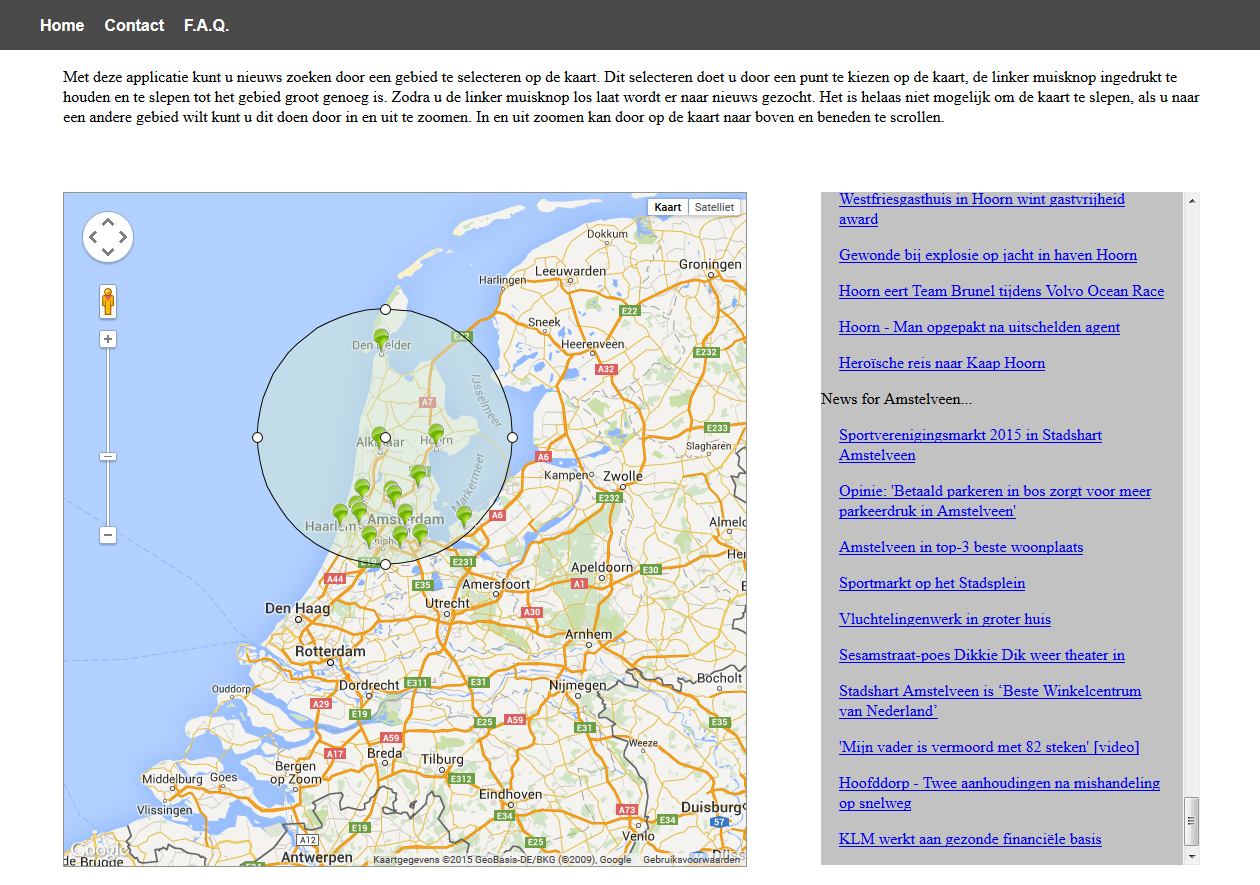 Home Contact F.A.Q.
Met deze applicatie kunt u nieuws zoeken door een gebied te selecteren op de kaart. Dit selecteren doet u door een punt te kiezen op de kaart, de linker muisknop ingedrukt te
houden en te slepen tot het gebied groot genoeg is. Zodra u de linker muisknop los laat wordt er naar nieuws gezocht. Het is helaas niet mogelijk om de kaart te slepen, als u naar
een andere gebied wilt kunt u dit doen door in en uit te zoomen. In en uit zoomen kan door op de kaart naar boven en beneden te scrollen.
Kaart Satelliet
Dokkum
Groningen
Leeuwarden
Harlingen
E22
Sneek
E22
Den Helder
Heerenveen
E232
A32
IJsselmeer
A7
E233
Alkmaar
Hoorn
Slagharen
A6
Markermeer
Kampen
Zwolle
E232
A6
Haarlem
Amsterdam
Almelo
E231
Apeldoorn
E30
A44
E35
Amersfoort
A1
Utrecht
Den Haag
A30
Arnhem
Rotterdam
Dordrecht
E311
E31
Nijmegen
Bocholt
Ouddorp
A29
E19
E25
A59
E31
E35
A59
Weeze
A17
Breda
Tilburg
Bergen
op Zoom
E312
Middelburg
Goes
Vlissingen
Eindhoven
E34
A73
E34
Duisburg
57
E19
Venlo
A12
E25
Antwerpen
de Brugge
Google
Kaartgegevens ©2015 GeoBasis-DE/BKG (©2009), Google Gebruiksvoorwaarden
Westfriesgasthuis in Hoorn wint gastvrijheid
award
Gewonde bij explosie op jacht in haven Hoorn
Hoorn eert Team Brunel tijdens Volvo Ocean Race
Hoorn - Man opgepakt na uitschelden agent
Heroïsche reis naar Kaap Hoorn
News for Amstelveen...
Sportverenigingsmarkt 2015 in Stadshart
Amstelveen
Opinie: 'Betaald parkeren in bos zorgt voor meer
parkeerdruk in Amstelveen'
Amstelveen in top-3 beste woonplaats
Sportmarkt op het Stadsplein
Vluchtelingenwerk in groter huis
Sesamstraat-poes Dikkie Dik weer theater in
Stadshart Amstelveen is ‘Beste Winkelcentrum
van Nederland’
'Mijn vader is vermoord met 82 steken' [video]
Hoofddorp - Twee aanhoudingen na mishandeling
op snelweg
KLM werkt aan gezonde financiële basis